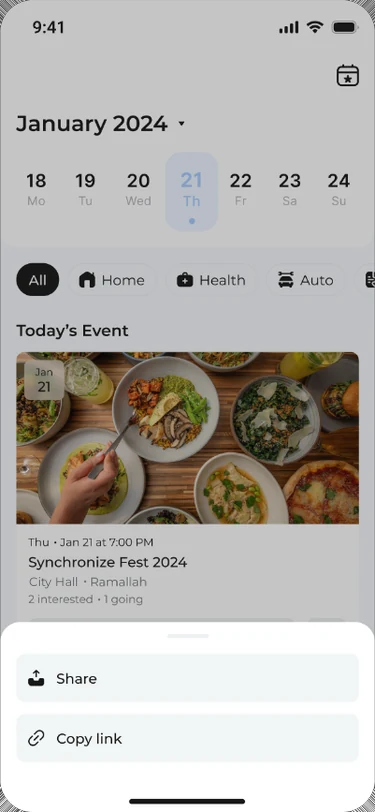 9:41
January 2024
18 19 20 21 22 23 24
Mo Tu Wed Th Fr Sa Su
All Home Health Auto
Today's Event
Jan
21
Thu • Jan 21 at 7:00 PM
Synchronize Fest 2024
City Hall • Ramallah
2 interested • 1 going
Share
Copy link